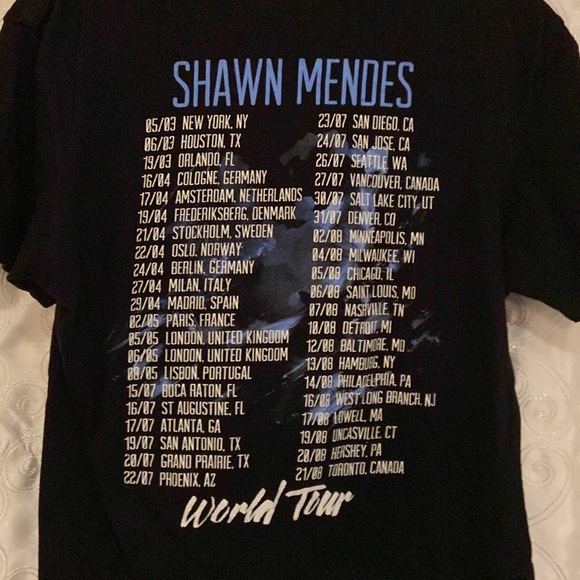 SHAWN MENDES
05/03 NEW YORK, NY
06/03 HOUSTON, TX
19/03 ORLANDO, FL
16/04 COLOGNE, GERMANY
17/04 AMSTERDAM, NETHERLANDS
19/04 FREDERIKSBERG, DENMARK
21/04 STOCKHOLM, SWEDEN
22/04 OSLO, NORWAY
24/04 BERLIN, GERMANY
27/04 MILAN, ITALY
29/04 MADRID, SPAIN
02/05 PARIS, FRANCE
05/05 LONDON, UNITED KINGDOM
06/05 LONDON, UNITED KINGDOM
08/05 LISBON, PORTUGAL
15/07 BOCA RATON, FL
16/07 ST AUGUSTINE, FL
17/07 ATLANTA, GA
19/07 SAN ANTONIO, TX
20/07 GRAND PRAIRIE, TX
22/07 PHOENIX, AZ
23/07 SAN DIEGO, CA
24/07 SAN JOSE, CA
26/07 SEATTLE, WA
27/07 VANCOUVER, CANADA
30/07 SALT LAKE CITY, UT
31/07 DENVER, CO
02/08 MINNEAPOLIS, MN
04/08 MILWAUKEE, WI
05/08 CHICAGO, IL
06/08 SAINT LOUIS, MO
07/08 NASHVILLE, TN
10/08 DETROIT, MI
12/08 BALTIMORE, MD
13/08 HAMBURG, NY
14/08 PHILADELPHIA, PA
16/08 WEST LONG BRANCH, NJ
17/08 LOWELL, MA
19/08 UNCASVILLE, CT
20/08 HERSHEY, PA
21/08 TORONTO, CANADA
World Tour